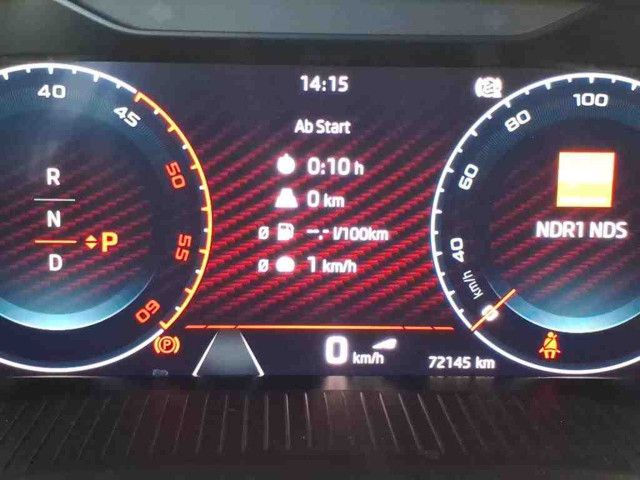 14:15
Ab Start
0:10 h
0 km
Ø --.- l/100km
Ø 1 km/h
40
45
50
55
60
R
N
P
D
(P)
100
80
60
40
0
km/h
NDR1 NDS
0 km/h
72145 km